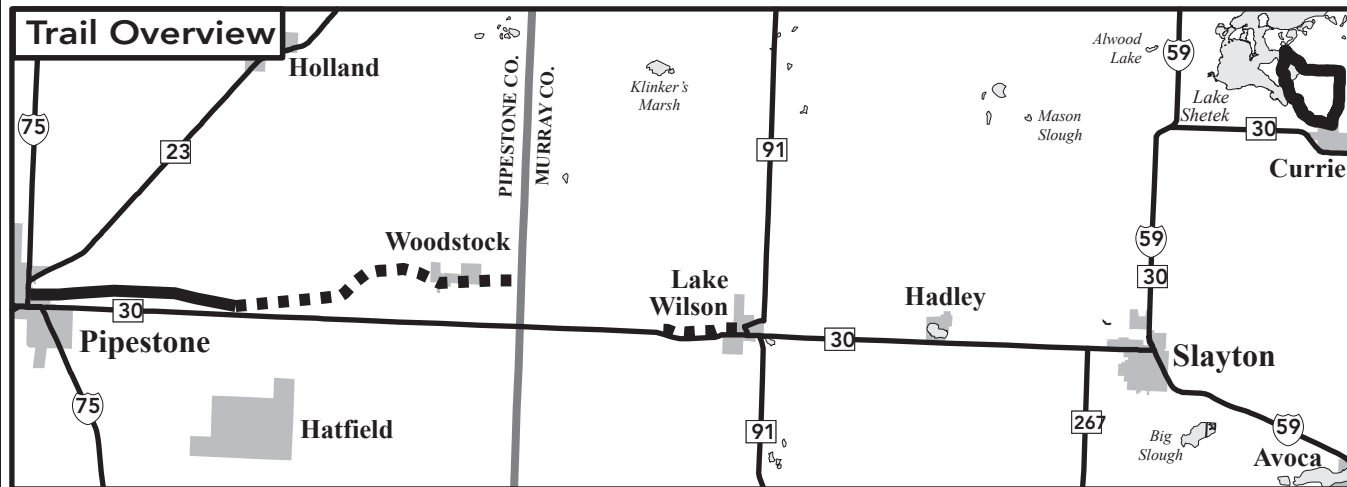 Trail Overview
Holland
75
23
PIPESTONE CO.
MURRAY CO.
Klinker's
Marsh
91
Mason
Slough
Alwood
Lake
59
Lake
Shetek
30
Currie
Woodstock
Lake
Wilson
Hadley
59
30
30
Pipestone
30
Slayton
75
Hatfield
91
267
Big
Slough
59
Avoca